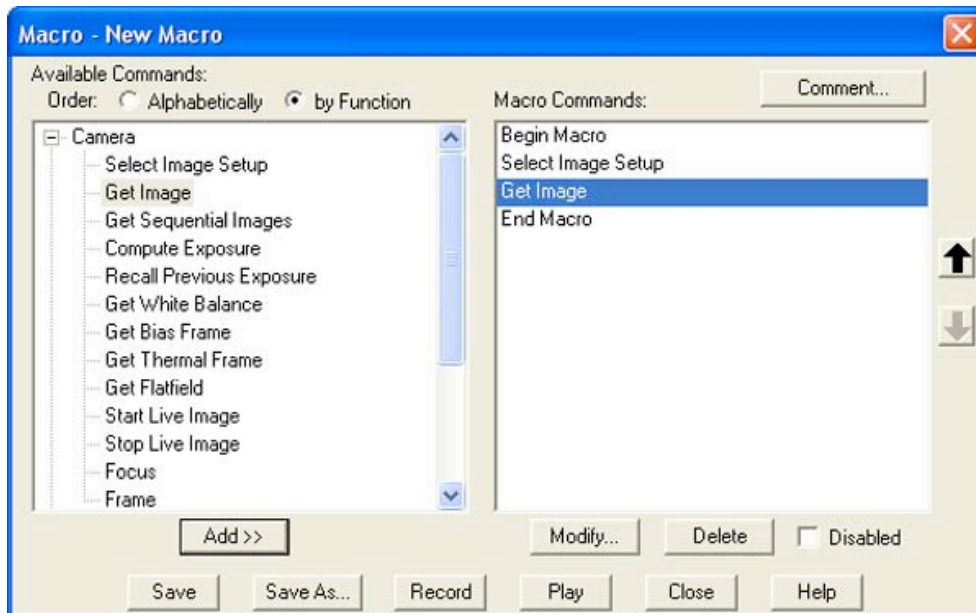 Macro - New Macro
Available Commands:
Order: Alphabetically by Function
Camera
Select Image Setup
Get Image
Get Sequential Images
Compute Exposure
Recall Previous Exposure
Get White Balance
Get Bias Frame
Get Thermal Frame
Get Flatfield
Start Live Image
Stop Live Image
Focus
Frame
Add >>
Comment...
Macro Commands:
Begin Macro
Select Image Setup
Get Image
End Macro
Modify... Delete Disabled
Save Save As... Record Play Close Help